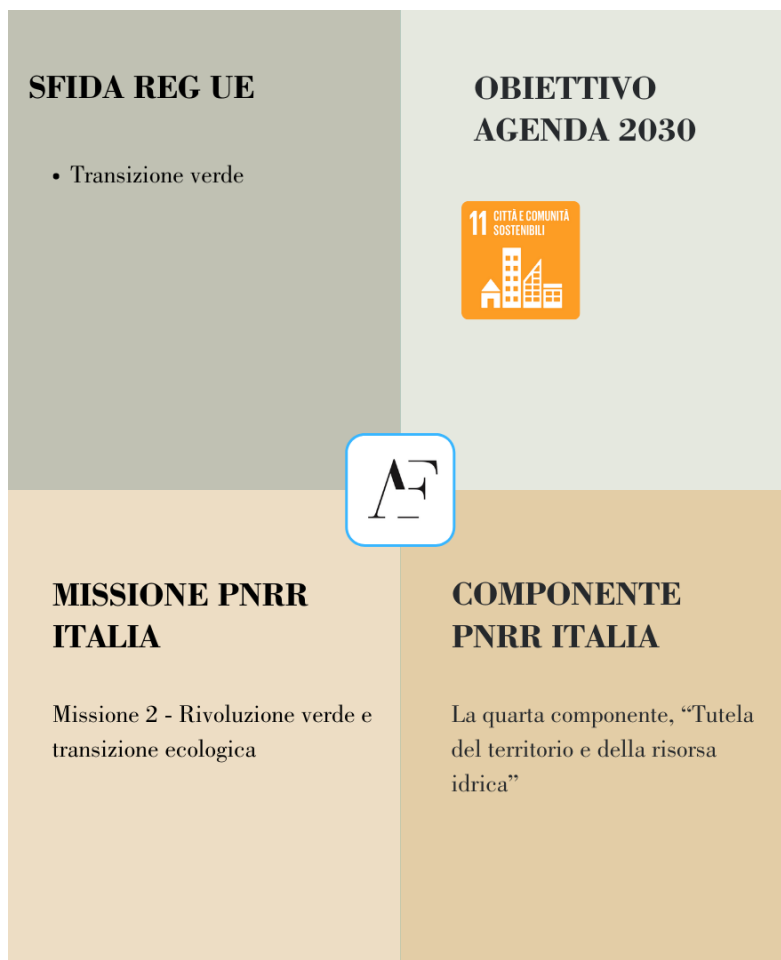 SFIDA REG UE
• Transizione verde
OBIETTIVO
AGENDA 2030
11 CITTÀ E COMUNITÀ
SOSTENIBILI
AF
MISSIONE PNRR
ITALIA
Missione 2 - Rivoluzione verde e
transizione ecologica
COMPONENTE
PNRR ITALIA
La quarta componente, “Tutela
del territorio e della risorsa
idrica”